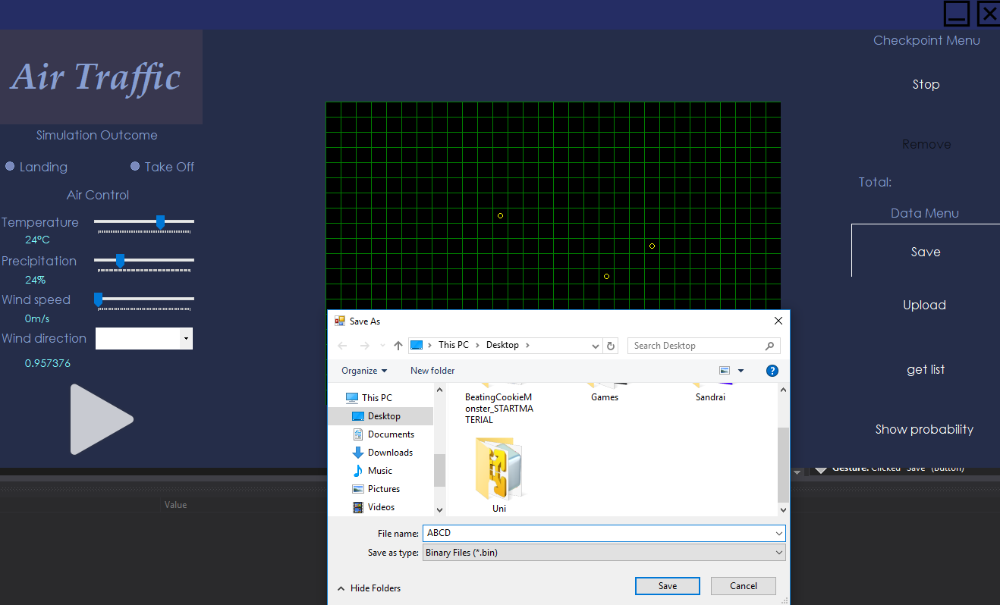 Air Traffic
Simulation Outcome
Landing
Take Off
Air Control
Temperature
24°C
Precipitation
24%
Wind speed
0m/s
Wind direction
0.957376
Checkpoint Menu
Stop
Remove
Total:
Data Menu
Save
Upload
get list
Show probability
Gesture: Clicked "Save" (Button)
Value
Save As
This PC > Desktop >
Search Desktop
Organize
New folder
?
This PC
Desktop
Documents
Downloads
Music
Pictures
Videos
BeatingCookieM
onster_STARTMA
TERIAL
Games
Sandrai
Uni
File name: ABCD
Save as type: Binary Files (*.bin)
Hide Folders
Save
Cancel